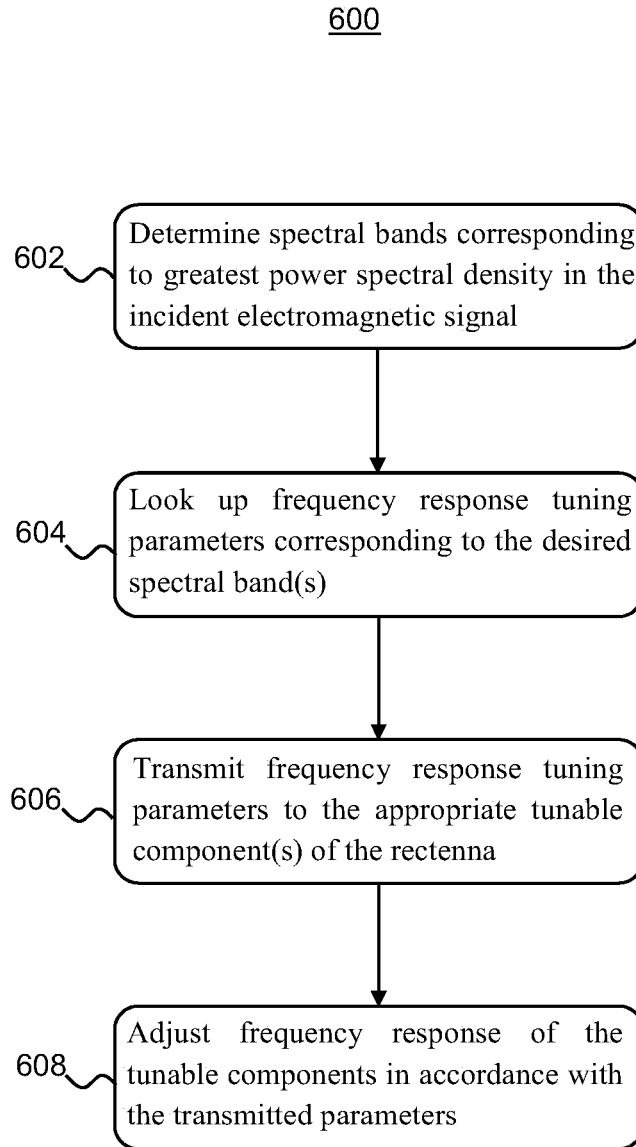 600
602
Determine spectral bands corresponding
to greatest power spectral density in the
incident electromagnetic signal
604
Look up frequency response tuning
parameters corresponding to the desired
spectral band(s)
606
Transmit frequency response tuning
parameters to the appropriate tunable
component(s) of the rectenna
608
Adjust frequency response of the
tunable components in accordance with
the transmitted parameters